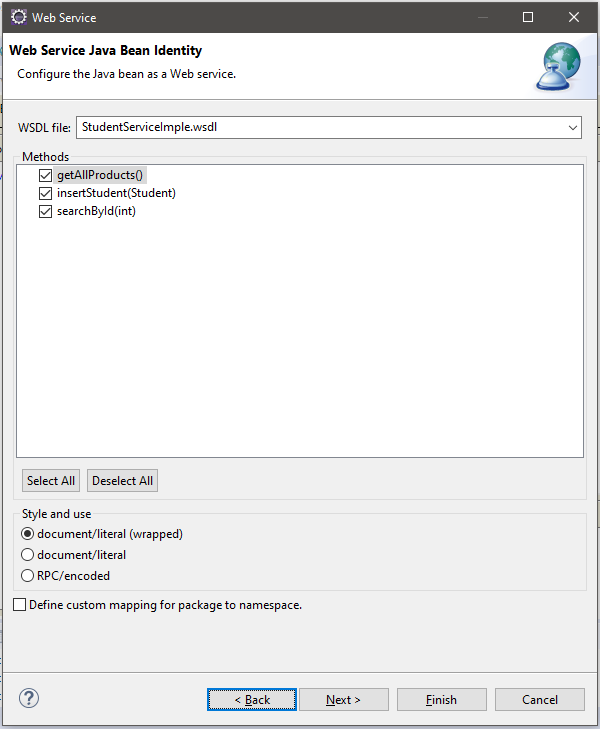 Web Service
Web Service Java Bean Identity
Configure the Java bean as a Web service.
WSDL file: StudentServiceImple.wsdl
Methods
getAllProducts()
insertStudent(Student)
searchById(int)
Select All Deselect All
Style and use
document/literal (wrapped)
document/literal
RPC/encoded
Define custom mapping for package to namespace.
? < Back Next > Finish Cancel